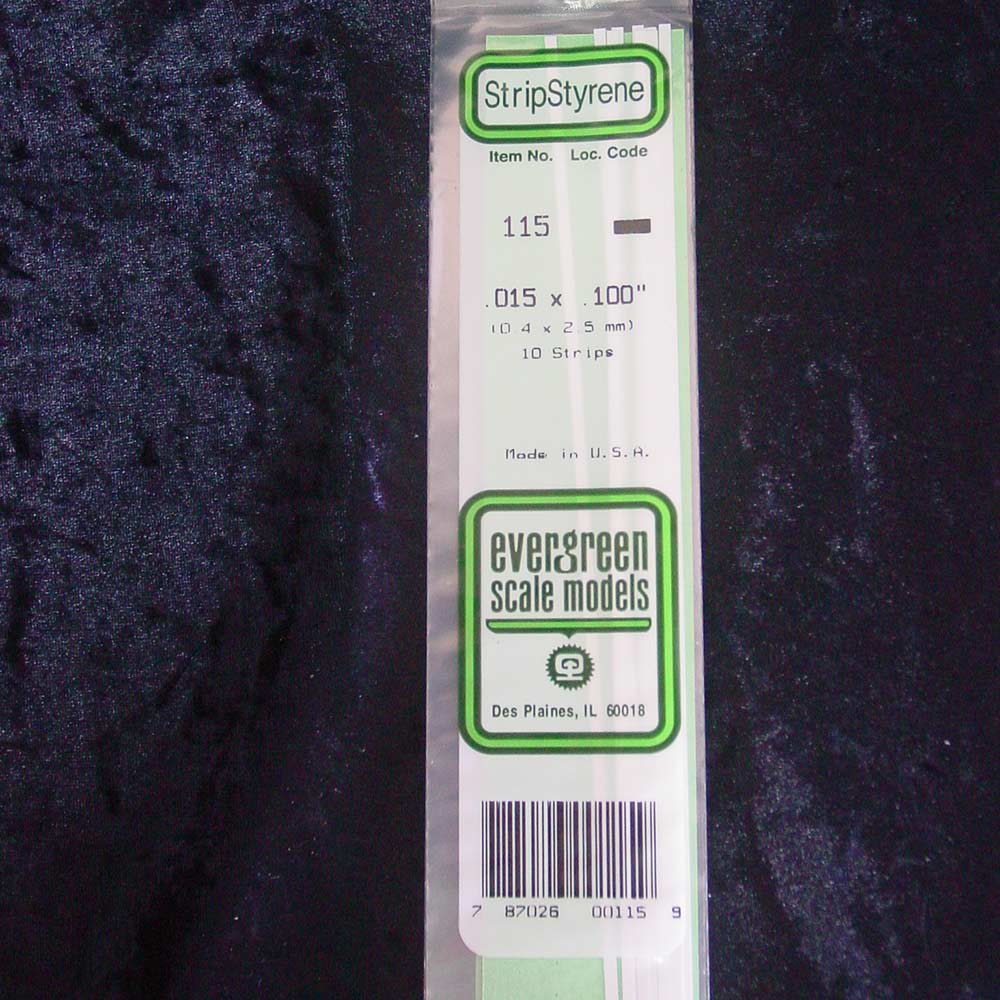 StripStyrene
Item No. Loc. Code
115
.015 x .100"
(0.4 x 2.5 mm)
10 Strips
Made in U.S.A.
evergreen
scale models
Des Plaines, IL 60018
7 87026 00115 9